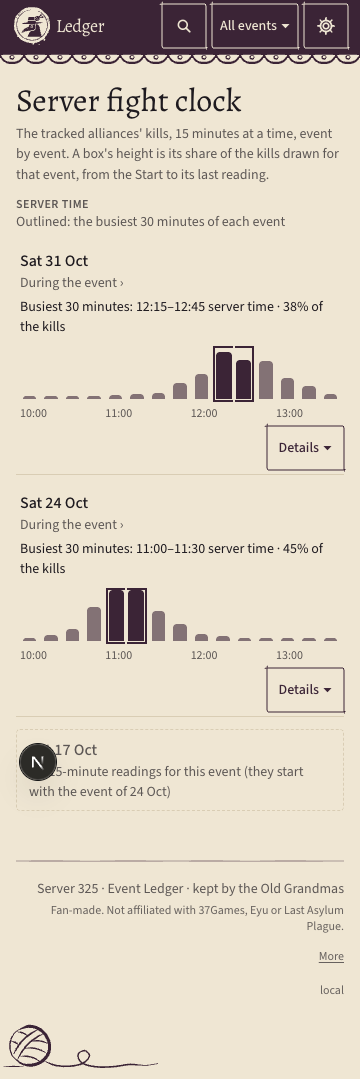 Ledger
All events
Server fight clock
The tracked alliances' kills, 15 minutes at a time, event
by event. A box's height is its share of the kills drawn for
that event, from the Start to its last reading.
SERVER TIME
Outlined: the busiest 30 minutes of each event
Sat 31 Oct
During the event ›
Busiest 30 minutes: 12:15–12:45 server time · 38% of
the kills
10:00 11:00 12:00 13:00
Details
Sat 24 Oct
During the event ›
Busiest 30 minutes: 11:00–11:30 server time · 45% of
the kills
10:00 11:00 12:00 13:00
Details
17 Oct
N
5-minute readings for this event (they start
with the event of 24 Oct)
Server 325 · Event Ledger · kept by the Old Grandmas
Fan-made. Not affiliated with 37Games, Eyu or Last Asylum
Plague.
More
local